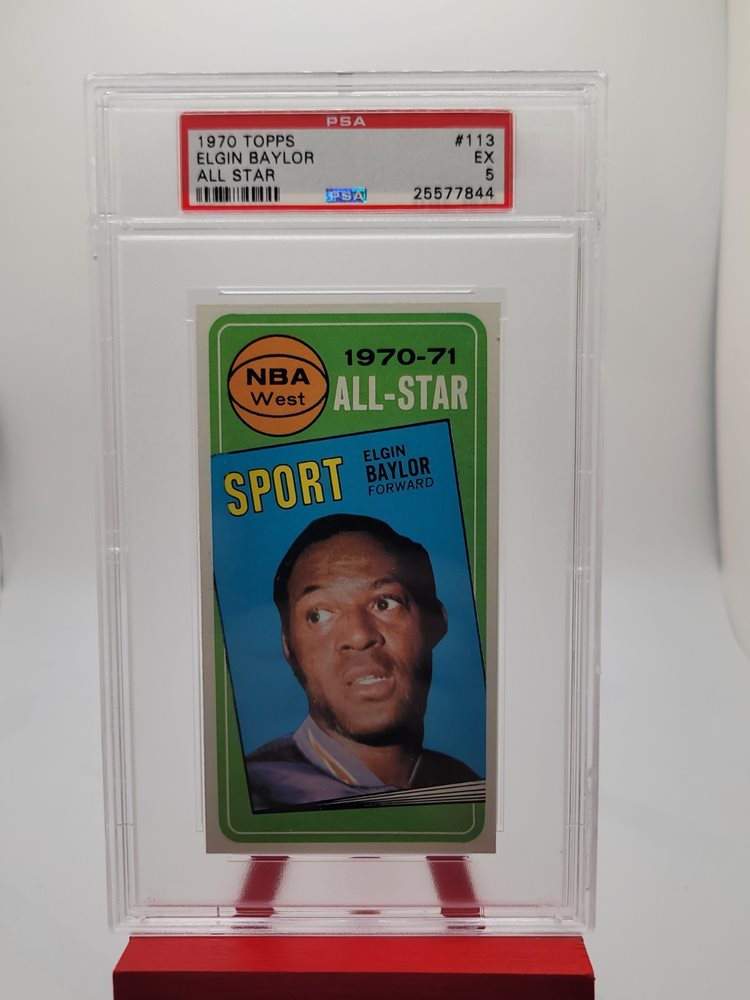 PSA
1970 TOPPS #113
ELGIN BAYLOR EX
ALL STAR 5
PSA 25577844
NBA
West
1970-71
ALL-STAR
SPORT
ELGIN
BAYLOR
FORWARD